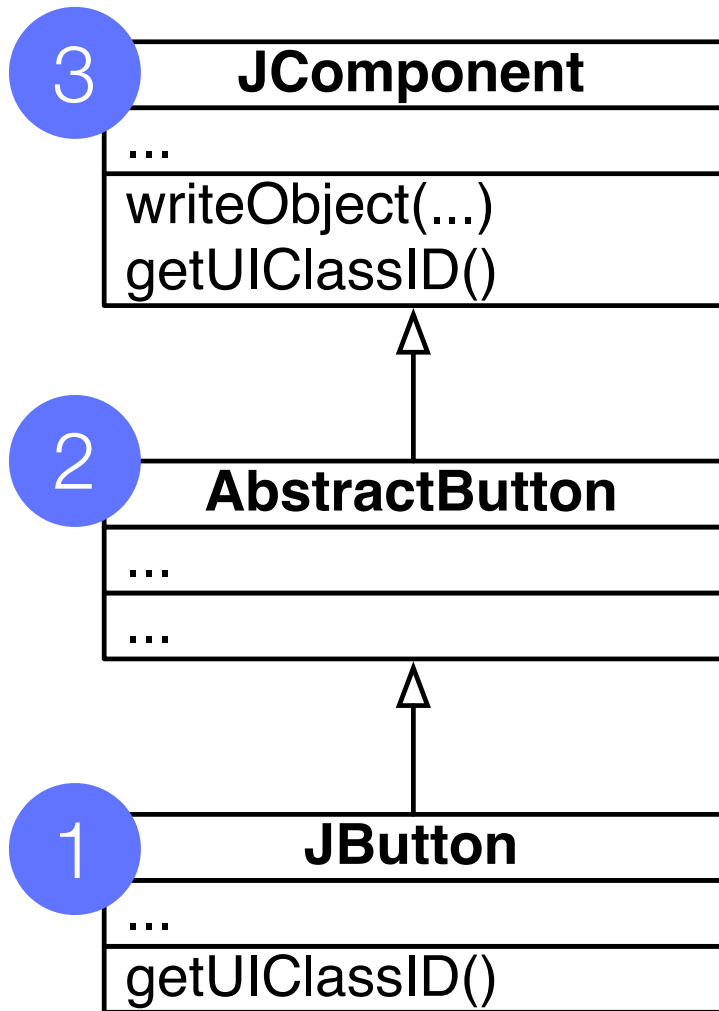 3
JComponent
...
writeObject(...)
getUIClassID()
2
AbstractButton
...
...
1
JButton
...
getUIClassID()